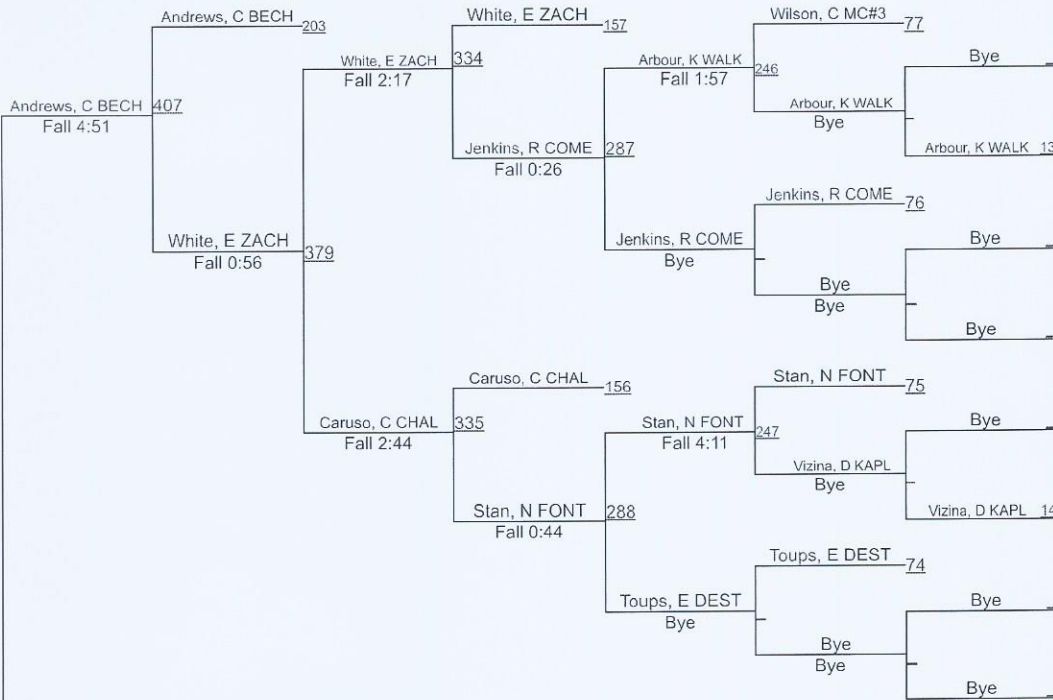 Andrews, C BECH 203
White, E ZACH 157
Wilson, C MC#3 77
Bye
White, E ZACH 334
Fall 2:17
Arbour, K WALK 246
Fall 1:57
Andrews, C BECH 407
Fall 4:51
Arbour, K WALK
Bye
Jenkins, R COME 287
Fall 0:26
Arbour, K WALK 13
Jenkins, R COME 76
White, E ZACH 379
Fall 0:56
Jenkins, R COME
Bye
Bye
Bye
Bye
Bye
Caruso, C CHAL 156
Stan, N FONT 75
Caruso, C CHAL 335
Fall 2:44
Stan, N FONT 247
Fall 4:11
Bye
Vizina, D KAPL
Bye
Stan, N FONT 288
Fall 0:44
Vizina, D KAPL 14
Toups, E DEST 74
Toups, E DEST
Bye
Bye
Bye
Bye
Bye